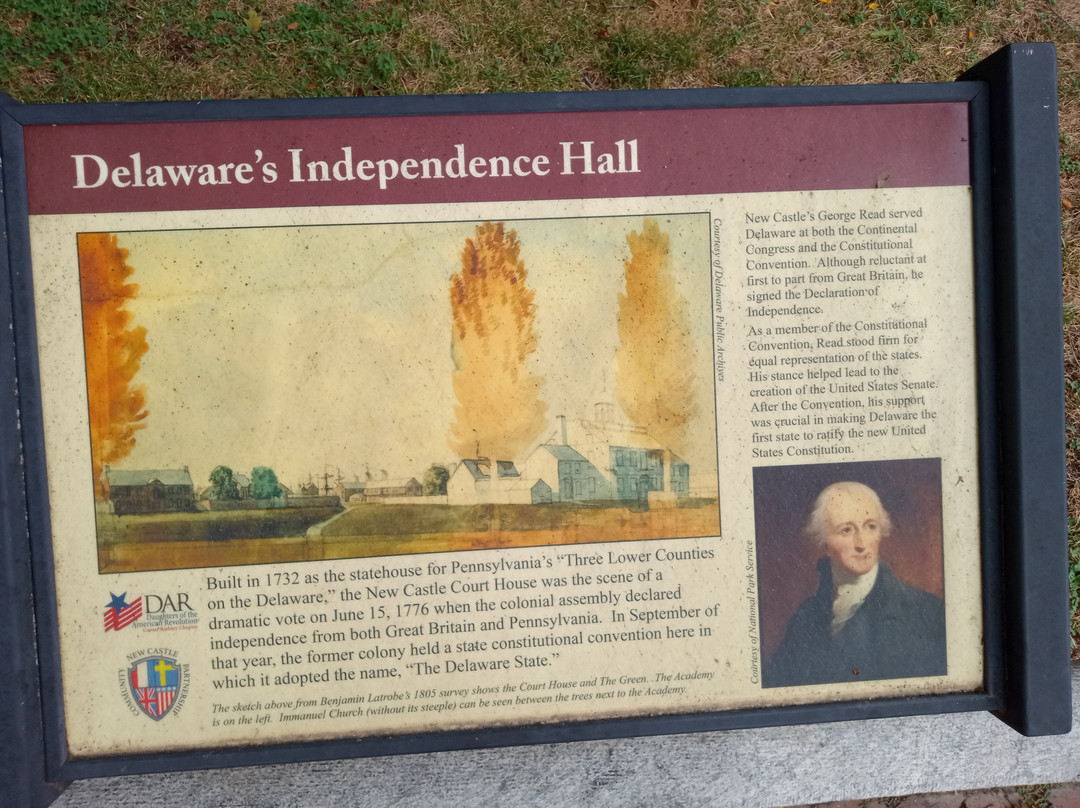 Delaware's Independence Hall
Courtesy of Delaware Public Archives
New Castle's George Read served
Delaware at both the Continental
Congress and the Constitutional
Convention. Although reluctant at
first to part from Great Britain, he
signed the Declaration of
Independence.
As a member of the Constitutional
Convention, Read stood firm for
equal representation of the states.
His stance helped lead to the
creation of the United States Senate.
After the Convention, his support
was crucial in making Delaware the
first state to ratify the new United
States Constitution.
Courtesy of National Park Service
Built in 1732 as the statehouse for Pennsylvania's "Three Lower Counties
on the Delaware," the New Castle Court House was the scene of a
dramatic vote on June 15, 1776 when the colonial assembly declared
independence from both Great Britain and Pennsylvania. In September of
that year, the former colony held a state constitutional convention here in
which it adopted the name, "The Delaware State."
The sketch above from Benjamin Latrobe's 1805 survey shows the Court House and The Green. The Academy
is on the left. Immanuel Church (without its steeple) can be seen between the trees next to the Academy.
DAR
Daughters of the
American Revolution
NEW CASTLE
COMMUNITY
PARTNERSHIP